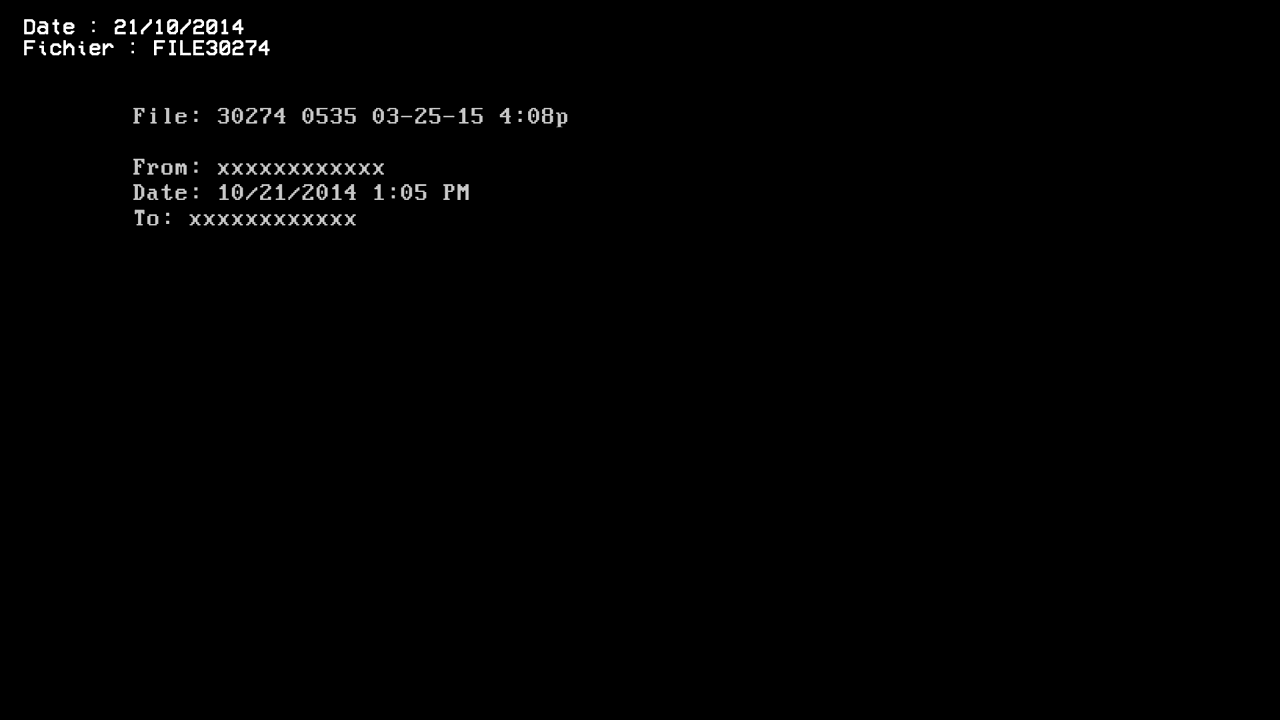 Date : 21/10/2014
Fichier : FILE30274
File: 30274 0535 03-25-15 4:08p
From: xxxxxxxxxxxx
Date: 10/21/2014 1:05 PM
To: xxxxxxxxxxxx